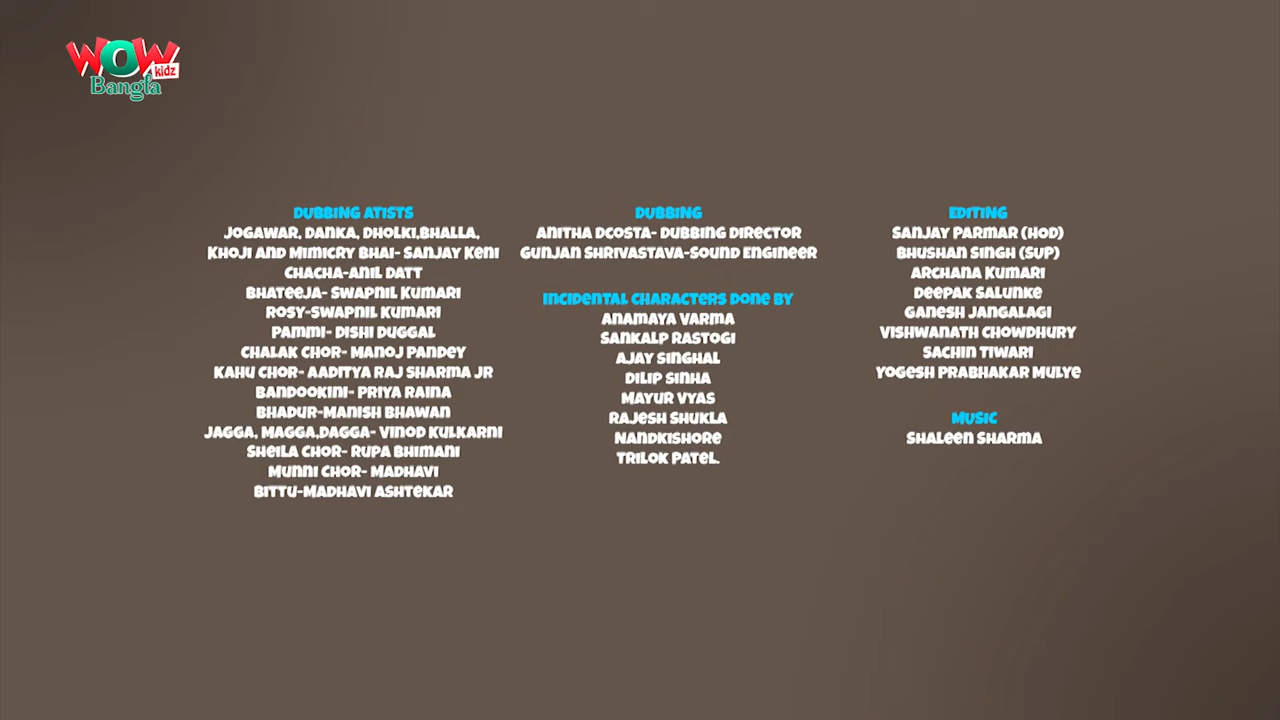 WOW
kidz
Bangla
DUBBING ATISTS
JOGAWAR, DANKA, DHOLKI,BHALLA,
KHOJI AND MIMICRY BHAI- SANJAY KENI
CHACHA-ANIL DATT
BHATEEJA- SWAPNIL KUMARI
ROSY-SWAPNIL KUMARI
PAMMI- DISHI DUGGAL
CHALAK CHOR- MANOJ PANDEY
KAHU CHOR- AADITYA RAJ SHARMA JR
BANDOOKINI- PRIYA RAINA
BHADUR-MANISH BHAWAN
JAGGA, MAGGA,DAGGA- VINOD KULKARNI
SHEILA CHOR- RUPA BHIMANI
MUNNI CHOR- MADHAVI
BITTU-MADHAVI ASHTEKAR
DUBBING
ANITHA DCOSTA- DUBBING DIRECTOR
GUNJAN SHRIVASTAVA-SOUND ENGINEER
INCIDENTAL CHARACTERS DONE BY
ANAMAYA VARMA
SANKALP RASTOGI
AJAY SINGHAL
DILIP SINHA
MAYUR VYAS
RAJESH SHUKLA
NANDKISHORE
TRILOK PATEL.
EDITING
SANJAY PARMAR (HOD)
BHUSHAN SINGH (SUP)
ARCHANA KUMARI
DEEPAK SALUNKE
GANESH JANGALAGI
VISHWANATH CHOWDHURY
SACHIN TIWARI
YOGESH PRABHAKAR MULYE
MUSIC
SHALEEN SHARMA